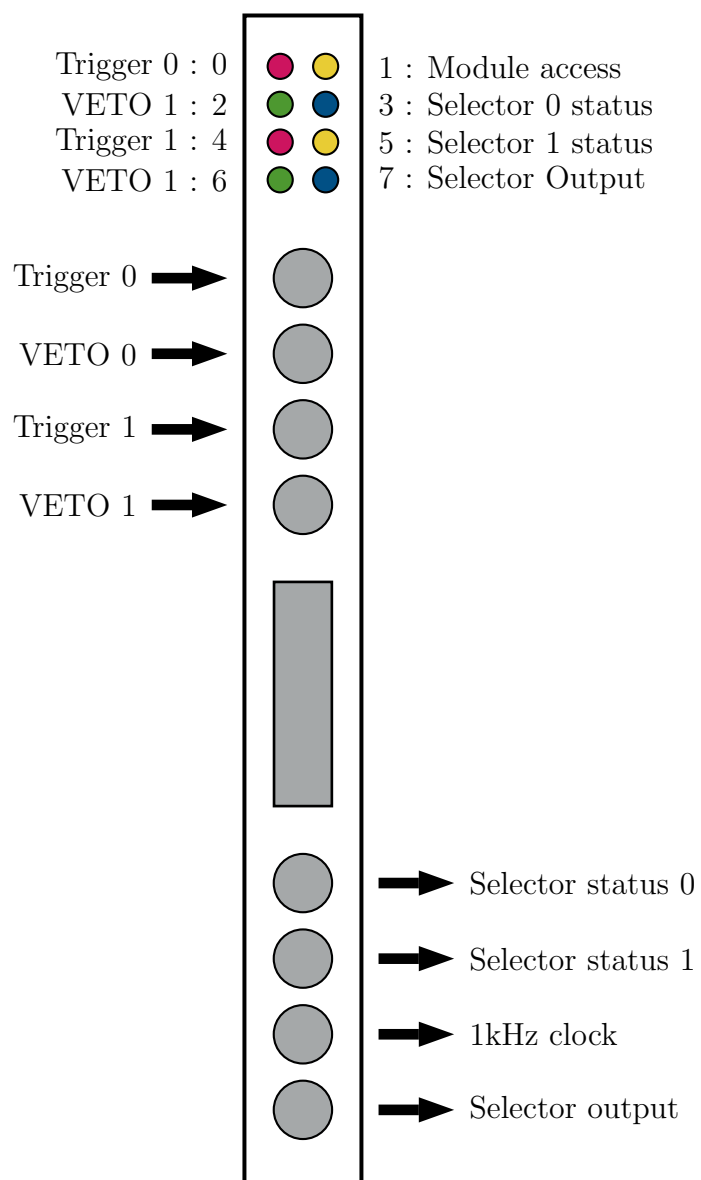 Trigger 0 : 0
1 : Module access
VETO 1 : 2
3 : Selector 0 status
Trigger 1 : 4
5 : Selector 1 status
VETO 1 : 6
7 : Selector Output
Trigger 0
VETO 0
Trigger 1
VETO 1
Selector status 0
Selector status 1
1kHz clock
Selector output